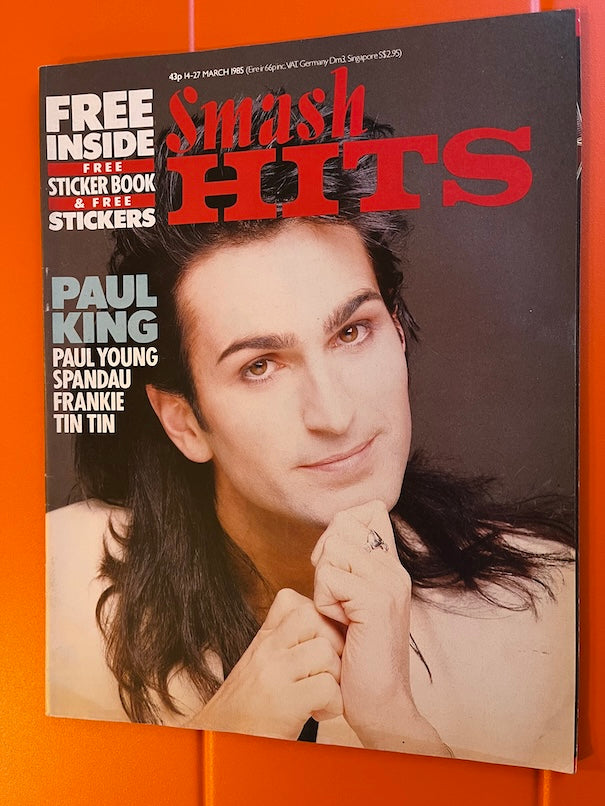 43p 14-27 MARCH 1985 (Eire ir 66p inc. VAT. Germany Dm3. Singapore S$2.95)
Smash
HITS
FREE
INSIDE
FREE
STICKER BOOK
& FREE
STICKERS
PAUL
KING
PAUL YOUNG
SPANDAU
FRANKIE
TIN TIN